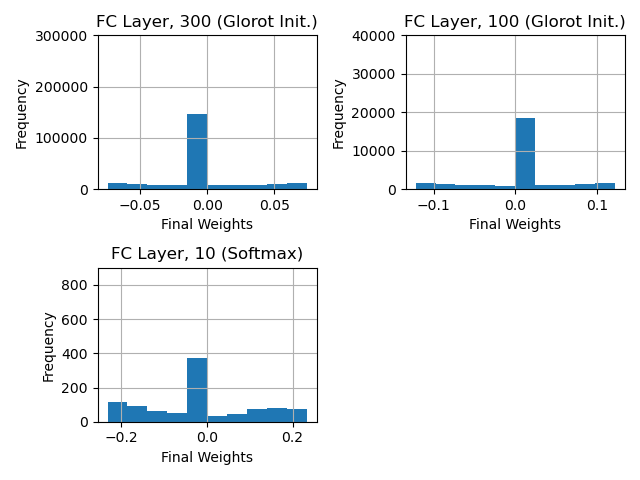 FC Layer, 300 (Glorot Init.)
300000
200000
100000
0
Frequency
−0.05
0.00
0.05
Final Weights
FC Layer, 100 (Glorot Init.)
40000
30000
20000
10000
0
Frequency
−0.1
0.0
0.1
Final Weights
FC Layer, 10 (Softmax)
800
600
400
200
0
Frequency
−0.2
0.0
0.2
Final Weights